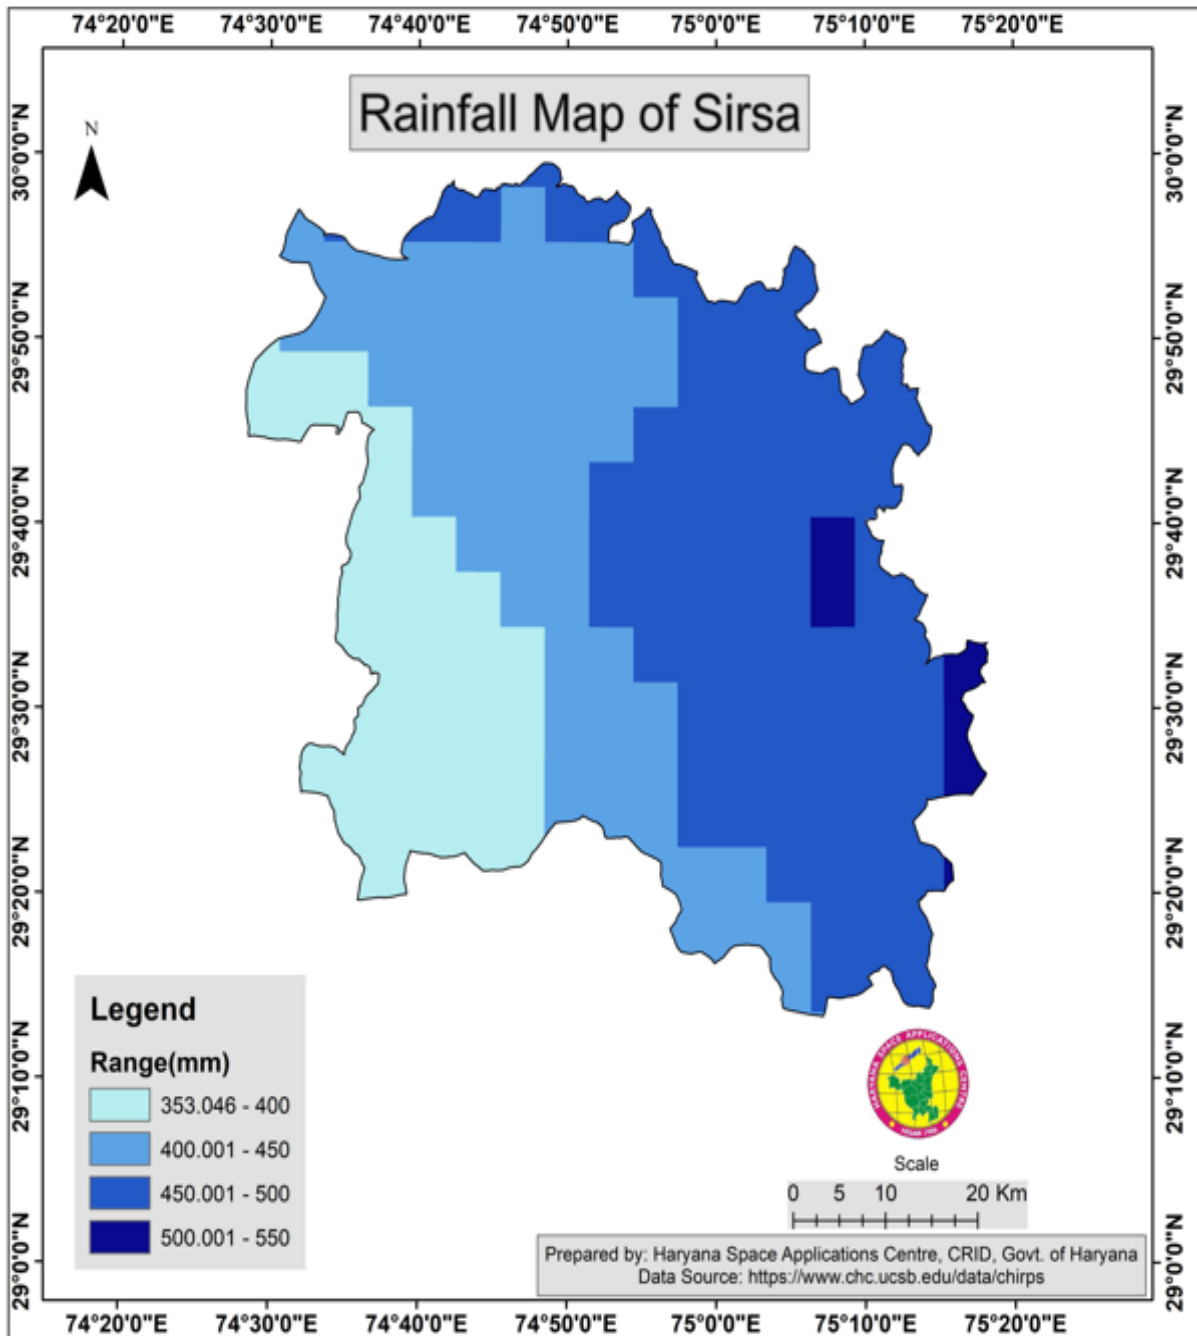 74°20'0"E 74°30'0"E 74°40'0"E 74°50'0"E 75°0'0"E 75°10'0"E 75°20'0"E
Rainfall Map of Sirsa
N
30°0'0"N 30°0'0"N
29°50'0"N 29°50'0"N
29°40'0"N 29°40'0"N
29°30'0"N 29°30'0"N
29°20'0"N 29°20'0"N
29°10'0"N 29°10'0"N
29°0'0"N 29°0'0"N
Legend
Range(mm)
353.046 - 400
400.001 - 450
450.001 - 500
500.001 - 550
HARYANA SPACE APPLICATIONS CENTRE
Scale
0 5 10 20 Km
Prepared by: Haryana Space Applications Centre, CRID, Govt. of Haryana
Data Source: https://www.chc.ucsb.edu/data/chirps
74°20'0"E 74°30'0"E 74°40'0"E 74°50'0"E 75°0'0"E 75°10'0"E 75°20'0"E